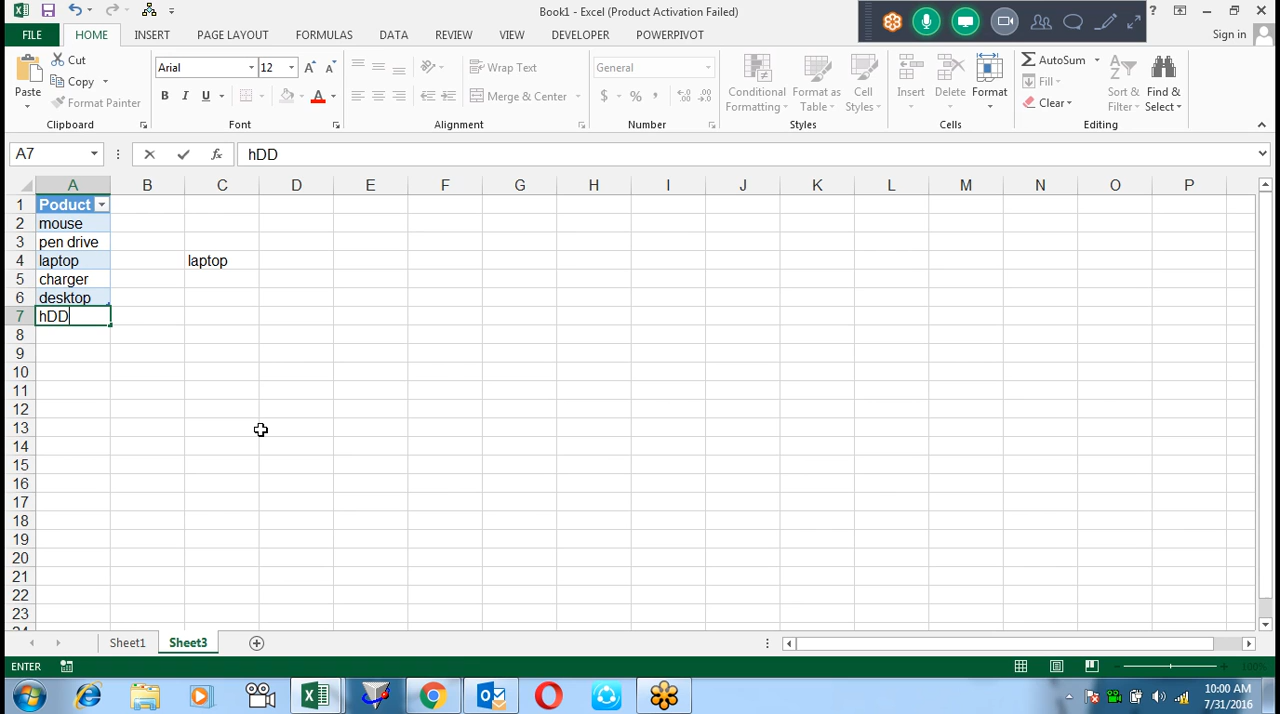 Book1 - Excel (Product Activation Failed)
?
FILE HOME INSERT PAGE LAYOUT FORMULAS DATA REVIEW VIEW DEVELOPER POWERPIVOT
Sign in
Paste
Cut
Copy
Format Painter
Clipboard
Arial 12
B I U
Font
Wrap Text
Merge & Center
Alignment
General
$ % ,
Number
Conditional Formatting
Format as Table
Cell Styles
Styles
Insert
Delete
Format
Cells
AutoSum
Fill
Clear
Sort & Filter
Find & Select
Editing
A7 fx hDD
A B C D E F G H I J K L M N O P
1 Poduct
2 mouse
3 pen drive
4 laptop laptop
5 charger
6 desktop
7 hDD
8
9
10
11
12
13
14
15
16
17
18
19
20
21
22
23
24
Sheet1 Sheet3
ENTER
100%
10:00 AM
7/31/2016